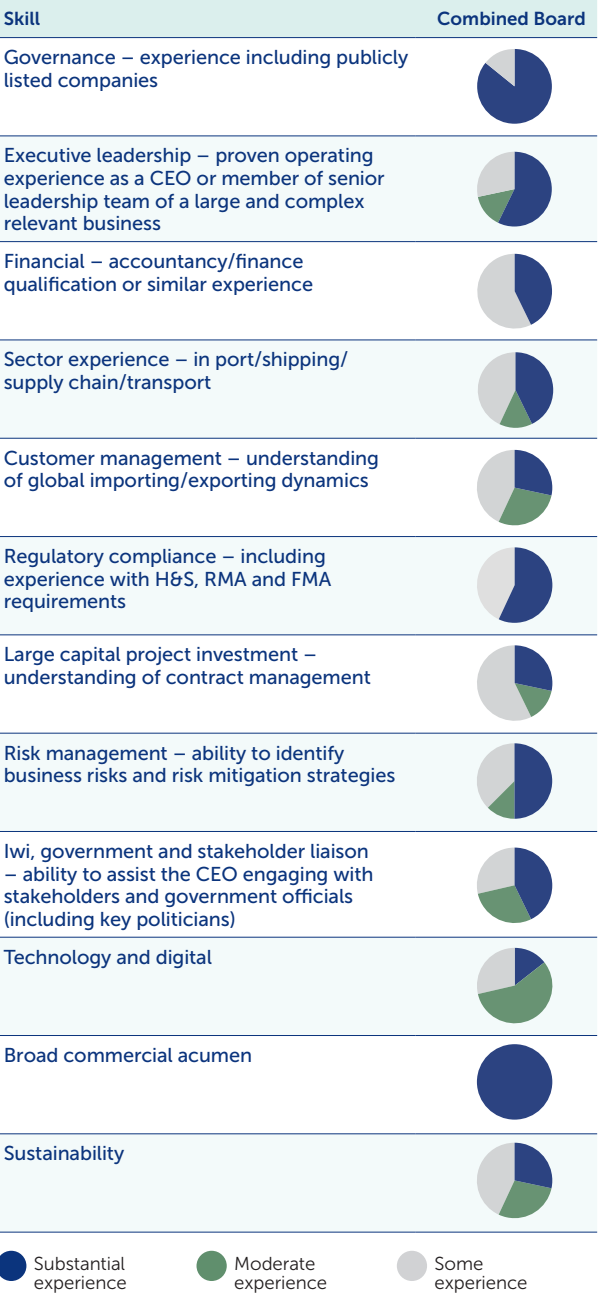 Skill Combined Board
Governance – experience including publicly
listed companies
Executive leadership – proven operating
experience as a CEO or member of senior
leadership team of a large and complex
relevant business
Financial – accountancy/finance
qualification or similar experience
Sector experience – in port/shipping/
supply chain/transport
Customer management – understanding
of global importing/exporting dynamics
Regulatory compliance – including
experience with H&S, RMA and FMA
requirements
Large capital project investment –
understanding of contract management
Risk management – ability to identify
business risks and risk mitigation strategies
Iwi, government and stakeholder liaison
– ability to assist the CEO engaging with
stakeholders and government officials
(including key politicians)
Technology and digital
Broad commercial acumen
Sustainability
Substantial
experience
Moderate
experience
Some
experience